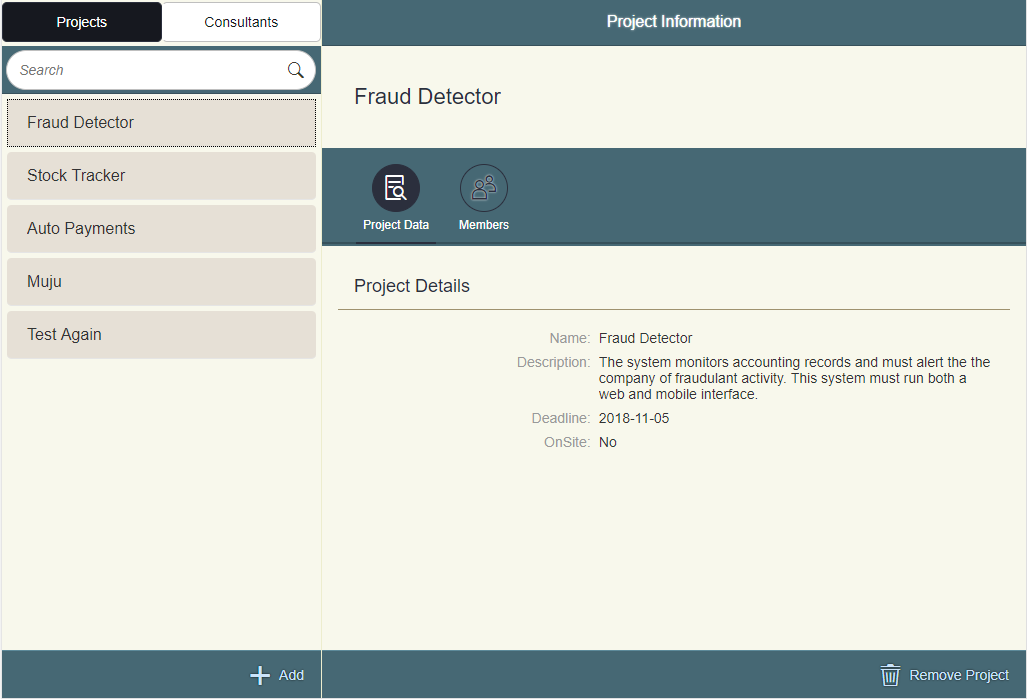 Projects
Consultants
Project Information
Search
Fraud Detector
Stock Tracker
Auto Payments
Muju
Test Again
Add
Fraud Detector
Project Data
Members
Project Details
Name: Fraud Detector
Description: The system monitors accounting records and must alert the the
company of fraudulant activity. This system must run both a
web and mobile interface.
Deadline: 2018-11-05
OnSite: No
Remove Project